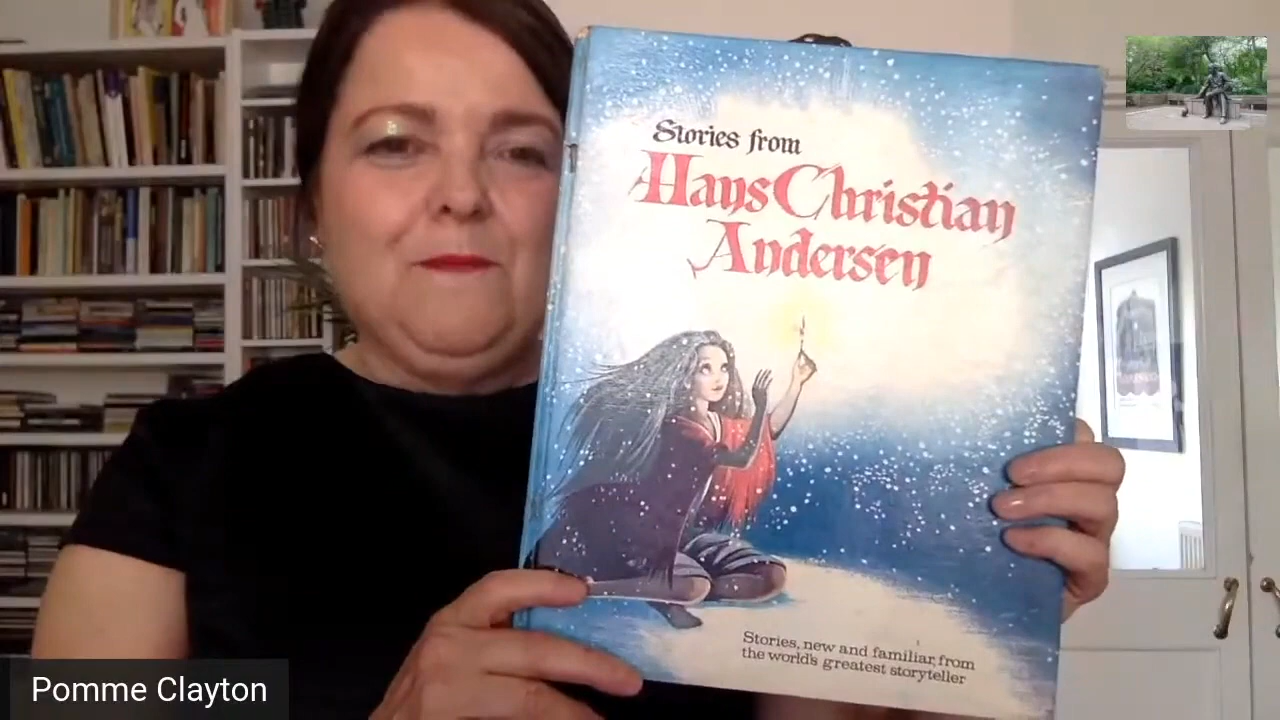 Stories from
Hans Christian
Andersen
Stories, new and familiar, from
the world's greatest storyteller
Pomme Clayton